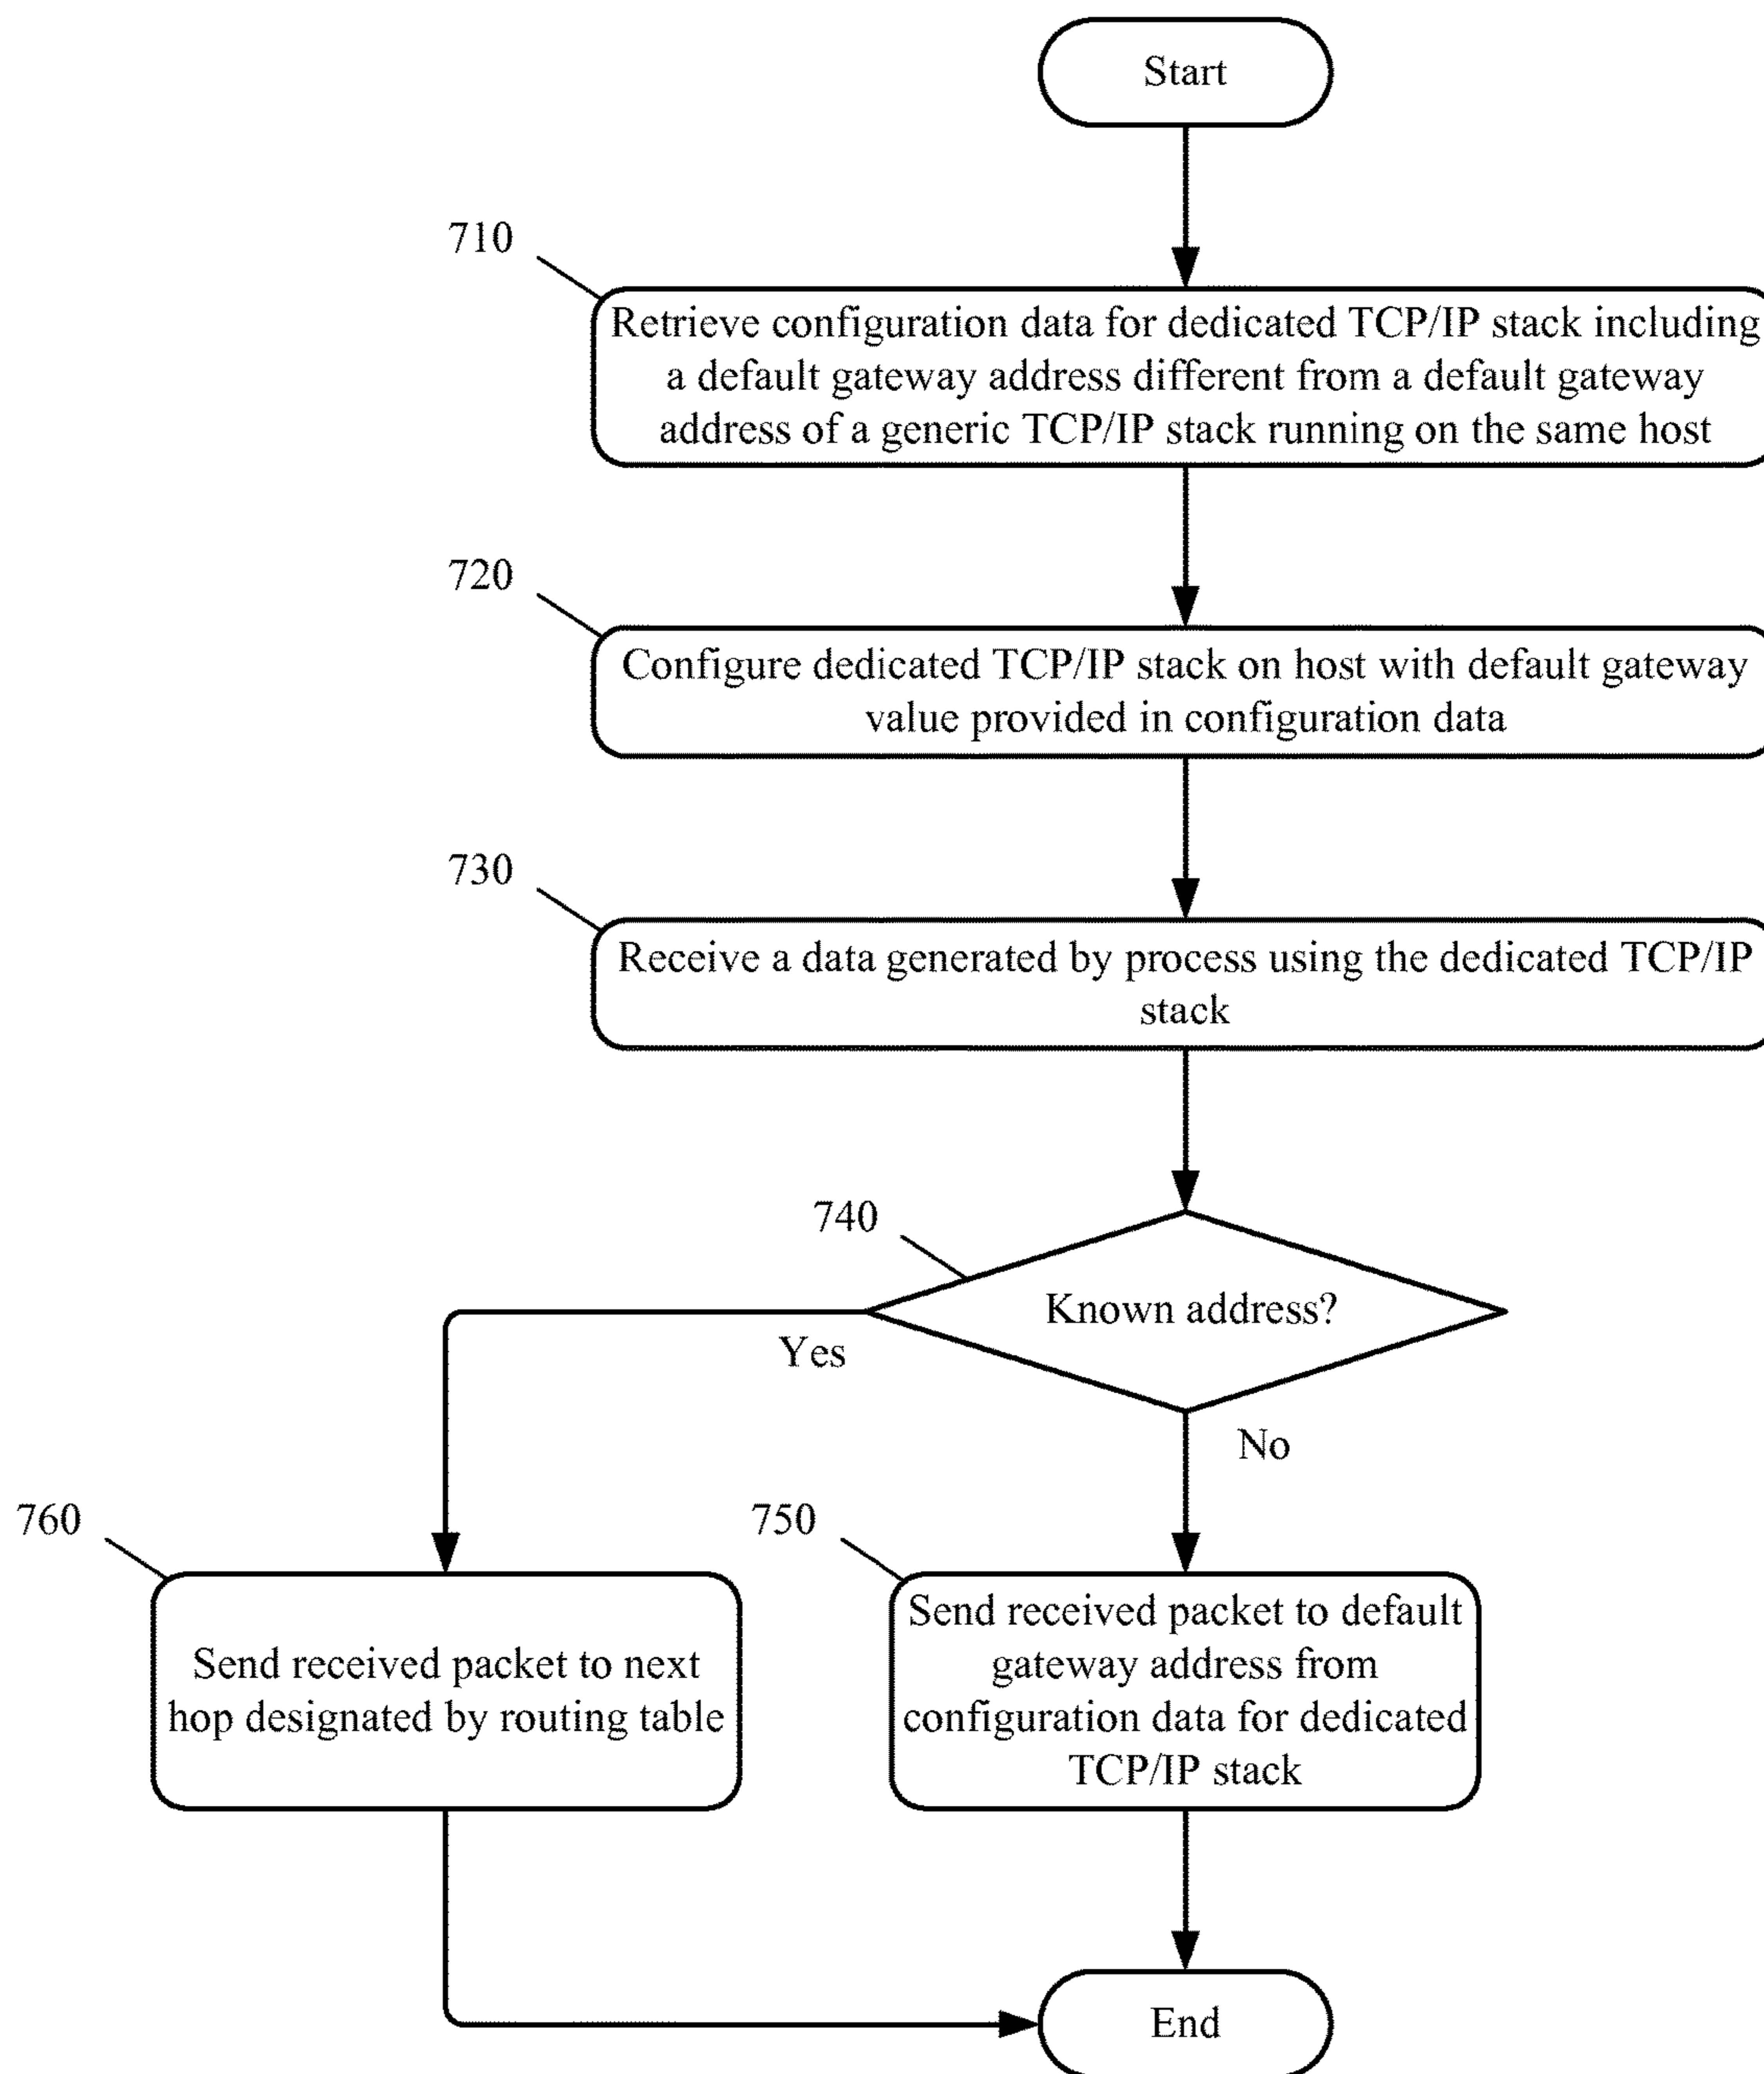 Start
710
Retrieve configuration data for dedicated TCP/IP stack including
a default gateway address different from a default gateway
address of a generic TCP/IP stack running on the same host
720
Configure dedicated TCP/IP stack on host with default gateway
value provided in configuration data
730
Receive a data generated by process using the dedicated TCP/IP
stack
740
Known address?
Yes
No
760
Send received packet to next
hop designated by routing table
750
Send received packet to default
gateway address from
configuration data for dedicated
TCP/IP stack
End